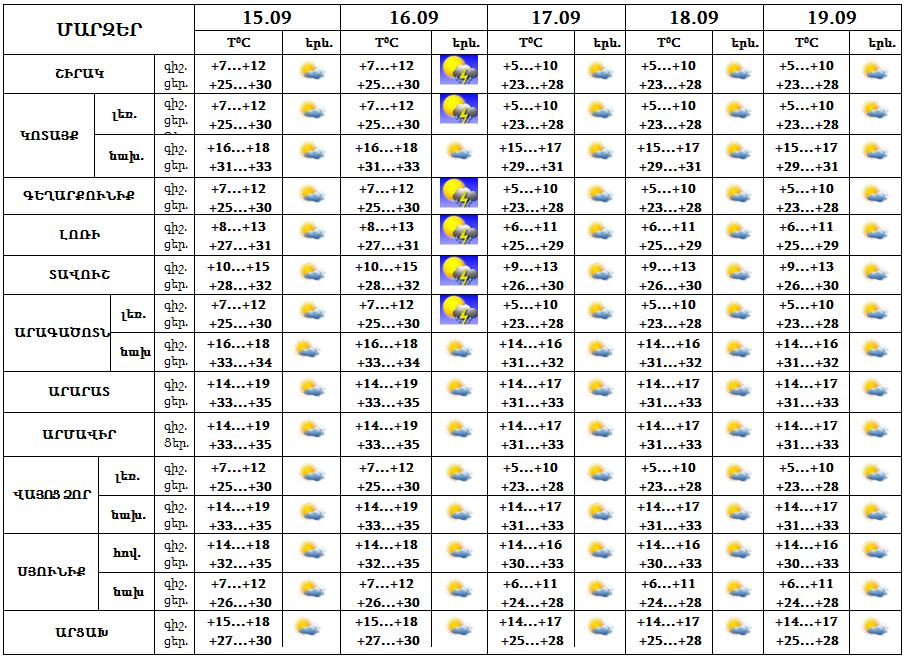 ՄԱՐԶԵՐ 15.09 16.09 17.09 18.09 19.09
T⁰C երև. T⁰C երև. T⁰C երև. T⁰C երև. T⁰C երև.
ՇԻՐԱԿ գիշ. +7...+12 +7...+12 +5...+10 +5...+10 +5...+10
ցեր. +25...+30 +25...+30 +23...+28 +23...+28 +23...+28
ԿՈՏԱՅՔ լեռ. գիշ. +7...+12 +7...+12 +5...+10 +5...+10 +5...+10
ցեր. +25...+30 +25...+30 +23...+28 +23...+28 +23...+28
նախ. գիշ. +16...+18 +16...+18 +15...+17 +15...+17 +15...+17
ցեր. +31...+33 +31...+33 +29...+31 +29...+31 +29...+31
ԳԵՂԱՐՔՈՒՆԻՔ գիշ. +7...+12 +7...+12 +5...+10 +5...+10 +5...+10
ցեր. +25...+30 +25...+30 +23...+28 +23...+28 +23...+28
ԼՈՌԻ գիշ. +8...+13 +8...+13 +6...+11 +6...+11 +6...+11
ցեր. +27...+31 +27...+31 +25...+29 +25...+29 +25...+29
ՏԱՎՈՒՇ գիշ. +10...+15 +10...+15 +9...+13 +9...+13 +9...+13
ցեր. +28...+32 +28...+32 +26...+30 +26...+30 +26...+30
ԱՐԱԳԱԾՈՏՆ լեռ. գիշ. +7...+12 +7...+12 +5...+10 +5...+10 +5...+10
ցեր. +25...+30 +25...+30 +23...+28 +23...+28 +23...+28
նախ գիշ. +16...+18 +16...+18 +14...+16 +14...+16 +14...+16
ցեր. +33...+34 +33...+34 +31...+32 +31...+32 +31...+32
ԱՐԱՐԱՏ գիշ. +14...+19 +14...+19 +14...+17 +14...+17 +14...+17
ցեր. +33...+35 +33...+35 +31...+33 +31...+33 +31...+33
ԱՐՄԱՎԻՐ գիշ. +14...+19 +14...+19 +14...+17 +14...+17 +14...+17
Ցեր. +33...+35 +33...+35 +31...+33 +31...+33 +31...+33
ՎԱՅՈՑ ՁՈՐ լեռ. գիշ. +7...+12 +7...+12 +5...+10 +5...+10 +5...+10
ցեր. +25...+30 +25...+30 +23...+28 +23...+28 +23...+28
նախ. գիշ. +14...+19 +14...+19 +14...+17 +14...+17 +14...+17
ցեր. +33...+35 +33...+35 +31...+33 +31...+33 +31...+33
ՍՅՈՒՆԻՔ հով. գիշ. +14...+18 +14...+18 +14...+16 +14...+16 +14...+16
ցեր. +32...+35 +32...+35 +30...+33 +30...+33 +30...+33
նախ գիշ. +7...+12 +7...+12 +6...+11 +6...+11 +6...+11
ցեր. +26...+30 +26...+30 +24...+28 +24...+28 +24...+28
ԱՐՑԱԽ գիշ. +15...+18 +15...+18 +14...+17 +14...+17 +14...+17
ցեր. +27...+30 +27...+30 +25...+28 +25...+28 +25...+28